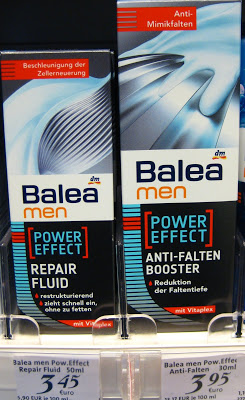 Beschleunigung der
Zellerneuerung
dm
Balea
men
POWER
EFFECT
REPAIR
FLUID
restrukturierend
zieht schnell ein,
ohne zu fetten
mit Vitaplex
Anti-
Mimikfalten
dm
Balea
men
POWER
EFFECT
ANTI-FALTEN
BOOSTER
Reduktion
der Faltentiefe
mit Vitaplex
Balea men Pow.Effect
Repair Fluid 50ml
3,45
€uro
Balea men Pow.Effect
Anti-Falten 30ml
3,95
€uro